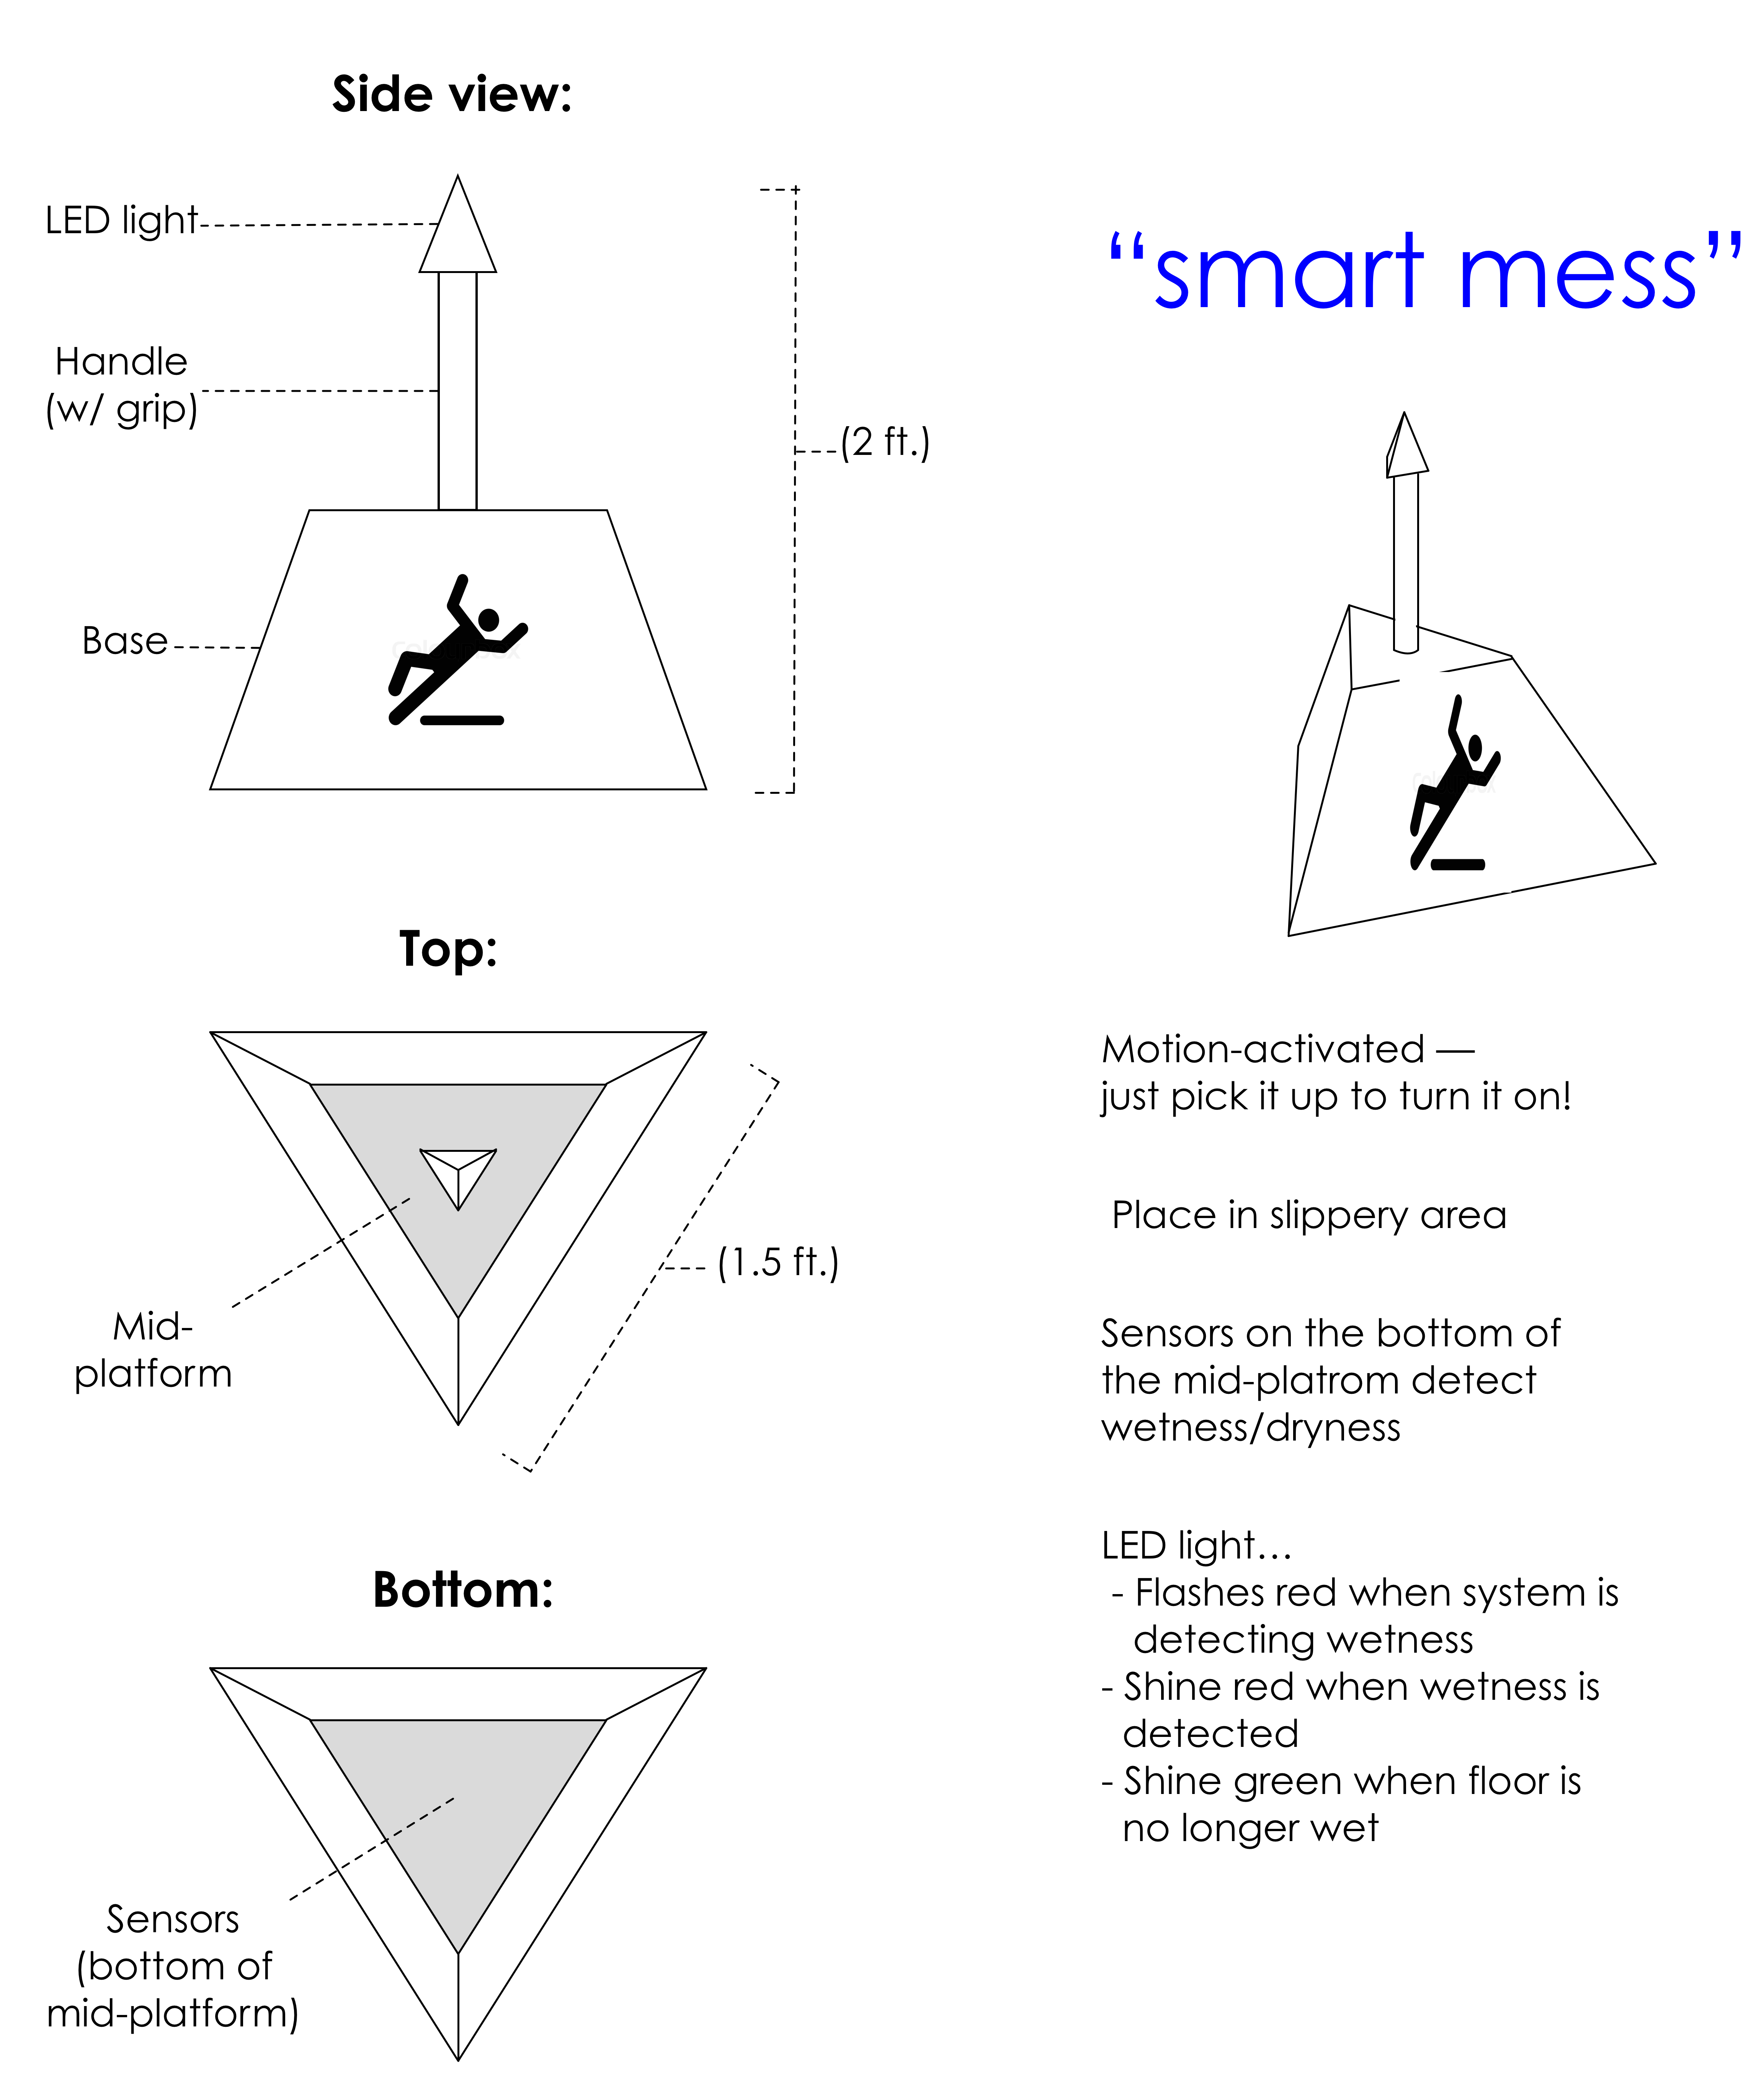 Side view:
LED light
Handle
(w/ grip)
(2 ft.)
Base
Top:
(1.5 ft.)
Mid-
platform
Bottom:
Sensors
(bottom of
mid-platform)
“smart mess”
Motion-activated —
just pick it up to turn it on!
Place in slippery area
Sensors on the bottom of
the mid-platrom detect
wetness/dryness
LED light…
- Flashes red when system is
detecting wetness
- Shine red when wetness is
detected
- Shine green when floor is
no longer wet